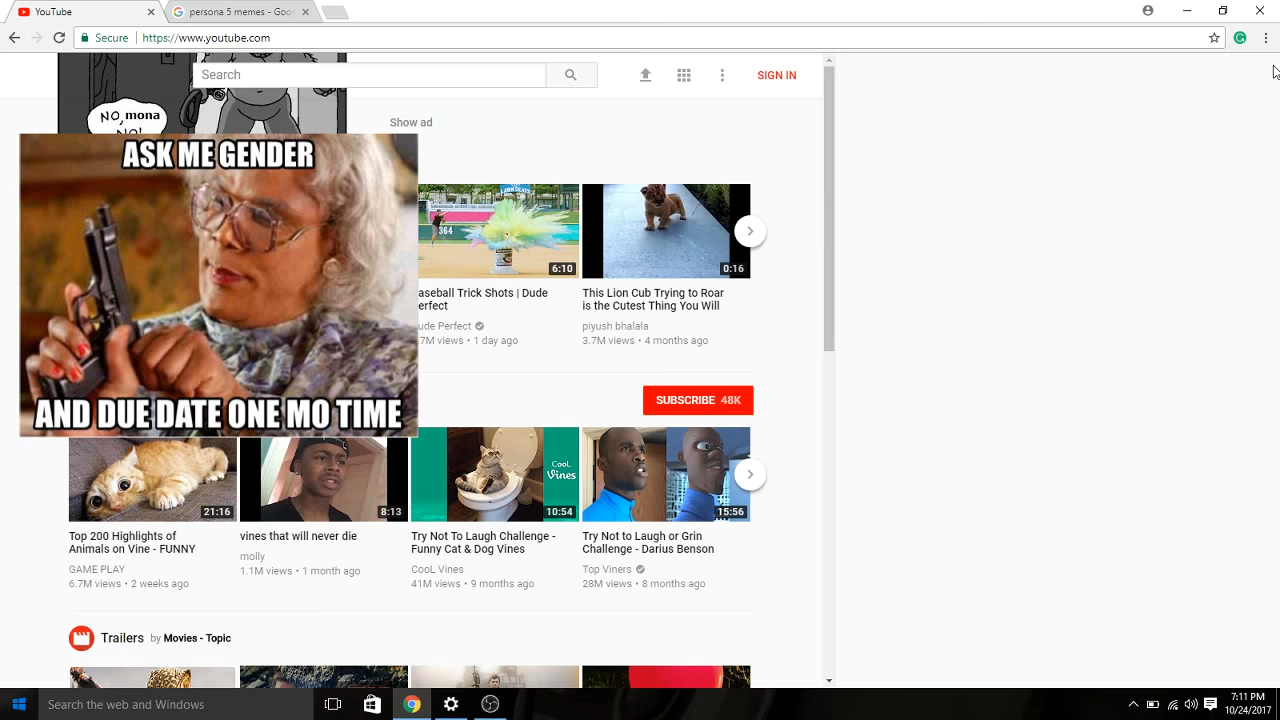 YouTube
persona 5 memes - Goo
Secure
https://www.youtube.com
Search
SIGN IN
NO, mona
NO!
Show ad
ASK ME GENDER
AND DUE DATE ONE MO TIME
364
6:10
0:16
aseball Trick Shots | Dude
erfect
ude Perfect
7M views • 1 day ago
This Lion Cub Trying to Roar
is the Cutest Thing You Will
piyush bhalala
3.7M views • 4 months ago
SUBSCRIBE 48K
21:16
8:13
CooL
Vines
10:54
15:56
Top 200 Highlights of
Animals on Vine - FUNNY
GAME PLAY
6.7M views • 2 weeks ago
vines that will never die
molly
1.1M views • 1 month ago
Try Not To Laugh Challenge -
Funny Cat & Dog Vines
CooL Vines
41M views • 9 months ago
Try Not to Laugh or Grin
Challenge - Darius Benson
Top Viners
28M views • 8 months ago
Trailers by Movies - Topic
Search the web and Windows
7:11 PM
10/24/2017